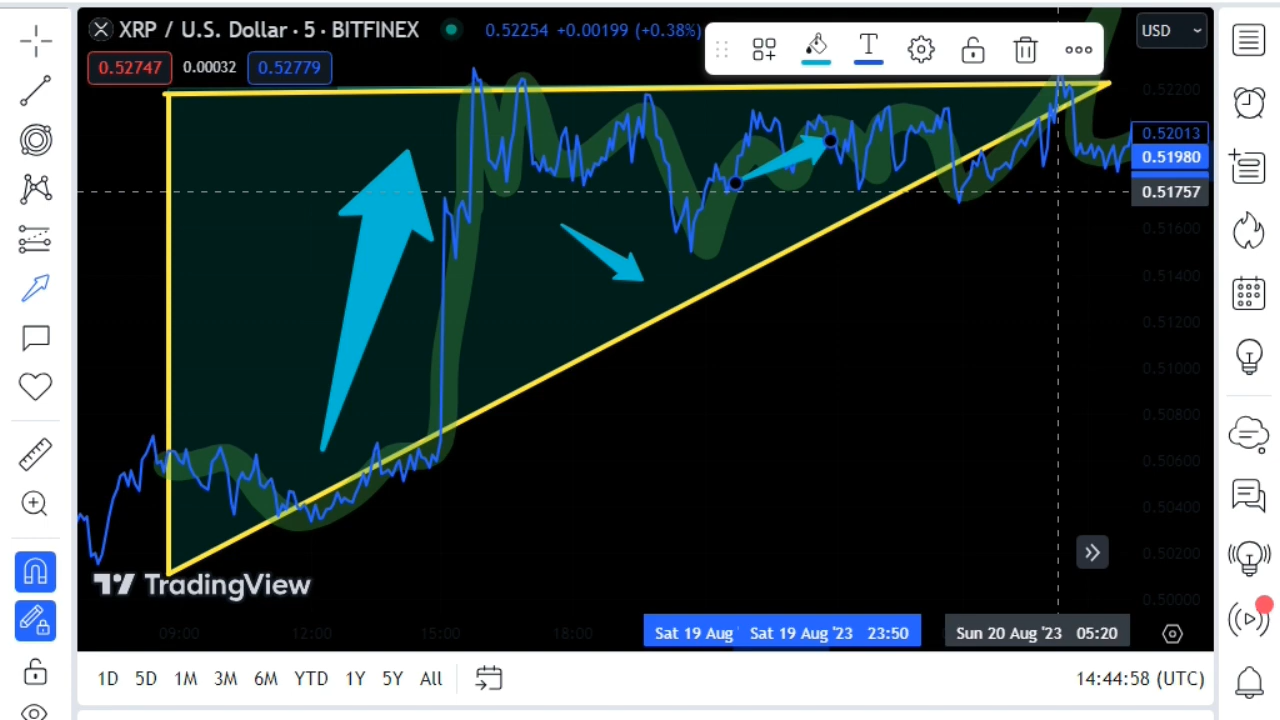 XRP / U.S. Dollar · 5 · BITFINEX 0.52254 +0.00199 (+0.38%)
T
USD
0.52747 0.00032 0.52779
0.52200
0.52013
0.51980
0.51757
0.51600
0.51400
0.51200
0.51000
0.50800
0.50600
0.50400
0.50200
0.50000
TradingView
09:00 12:00 15:00 18:00 Sat 19 Aug Sat 19 Aug '23 23:50 Sun 20 Aug '23 05:20
1D 5D 1M 3M 6M YTD 1Y 5Y All 14:44:58 (UTC)